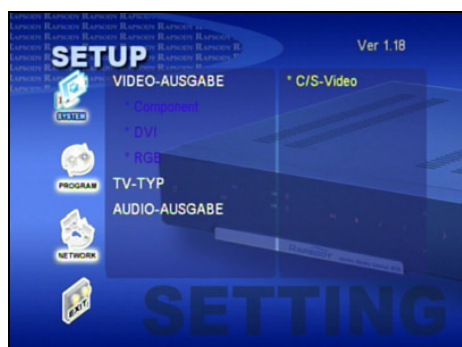 SETUP
Ver 1.18
VIDEO-AUSGABE
* C/S-Video
* Component
* DVI
* RGB
TV-TYP
AUDIO-AUSGABE
SYSTEM
PROGRAM
NETWORK
EXIT
RAPSODY
SETTING